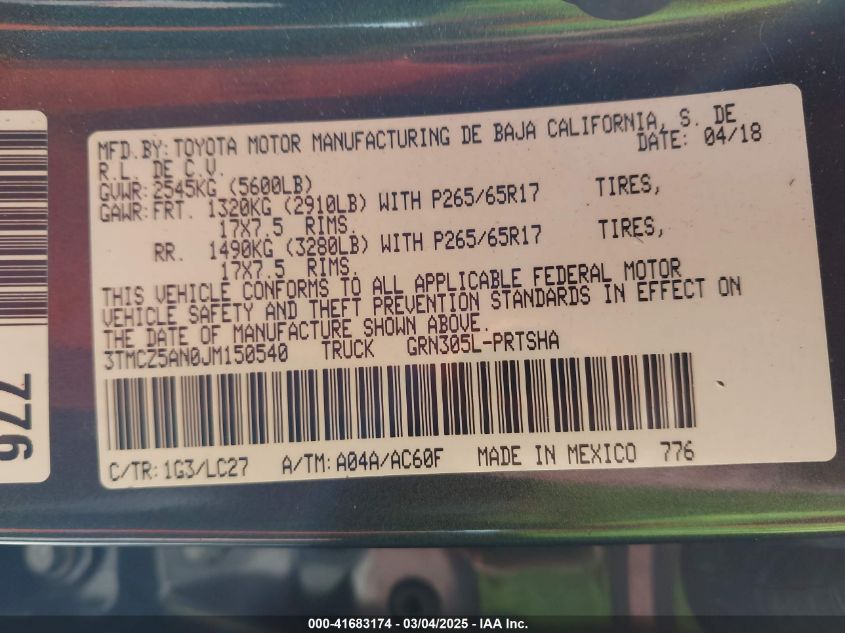 MFD.BY: TOYOTA MOTOR MANUFACTURING DE BAJA CALIFORNIA, S. DE
R.L. DE C.V. DATE: 04/18
GVWR: 2545KG (5600LB)
GAWR: FRT. 1320KG (2910LB) WITH P265/65R17 TIRES,
17X7.5 RIMS.
RR. 1490KG (3280LB) WITH P265/65R17 TIRES,
17X7.5 RIMS.
THIS VEHICLE CONFORMS TO ALL APPLICABLE FEDERAL MOTOR
VEHICLE SAFETY AND THEFT PREVENTION STANDARDS IN EFFECT ON
THE DATE OF MANUFACTURE SHOWN ABOVE.
3TMCZ5AN0JM150540 TRUCK GRN305L-PRTSHA
C/TR: 1G3/LC27 A/TM: A04A/AC60F MADE IN MEXICO 776
776
000-41683174 — 03/04/2025 — IAA Inc.